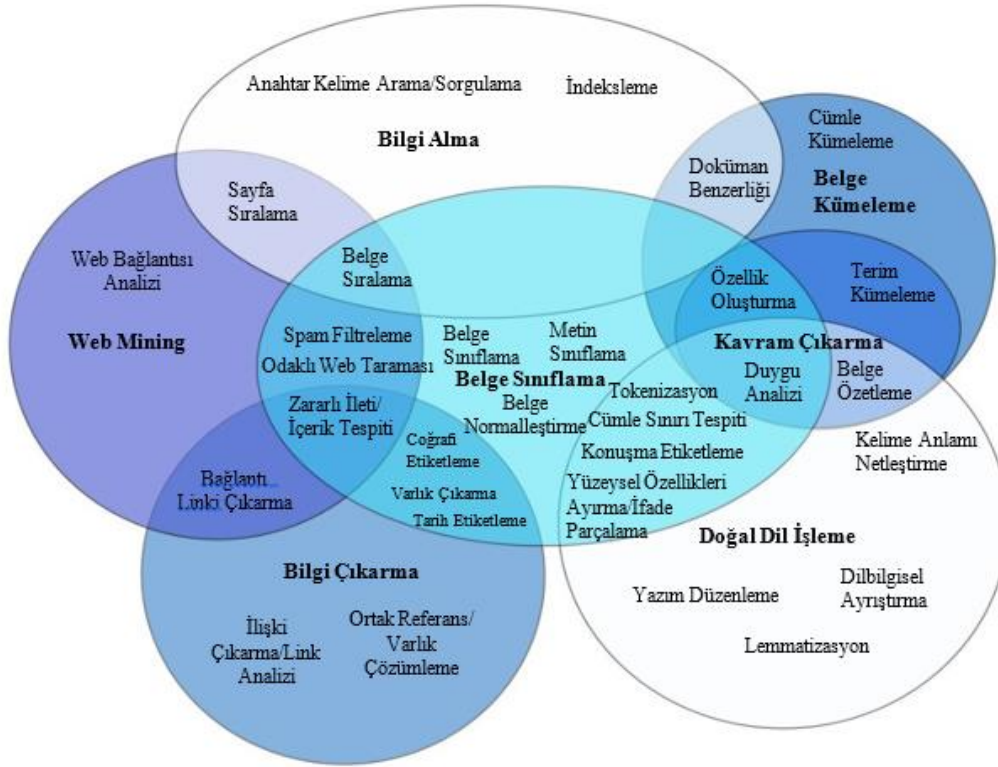 Anahtar Kelime Arama/Sorgulama
İndeksleme
Bilgi Alma
Cümle
Kümeleme
Belge
Kümeleme
Doküman
Benzerliği
Sayfa
Sıralama
Web Bağlantısı
Analizi
Web Mining
Belge
Sıralama
Özellik
Oluşturma
Terim
Kümeleme
Spam Filtreleme
Odaklı Web Taraması
Belge
Sınıflama
Metin
Sınıflama
Belge Sınıflama
Belge
Normalleştirme
Kavram Çıkarma
Duygu
Analizi
Belge
Özetleme
Zararlı İleti/
İçerik Tespiti
Tokenizasyon
Cümle Sınırı Tespiti
Konuşma Etiketleme
Yüzeysel Özellikleri
Ayırma/İfade
Parçalama
Coğrafi
Etiketleme
Varlık Çıkarma
Tarih Etiketleme
Bağlantı
Linki Çıkarma
Kelime Anlamı
Netleştirme
Doğal Dil İşleme
Yazım Düzenleme
Dilbilgisel
Ayrıştırma
Lemmatizasyon
Bilgi Çıkarma
İlişki
Çıkarma/Link
Analizi
Ortak Referans/
Varlık
Çözümleme